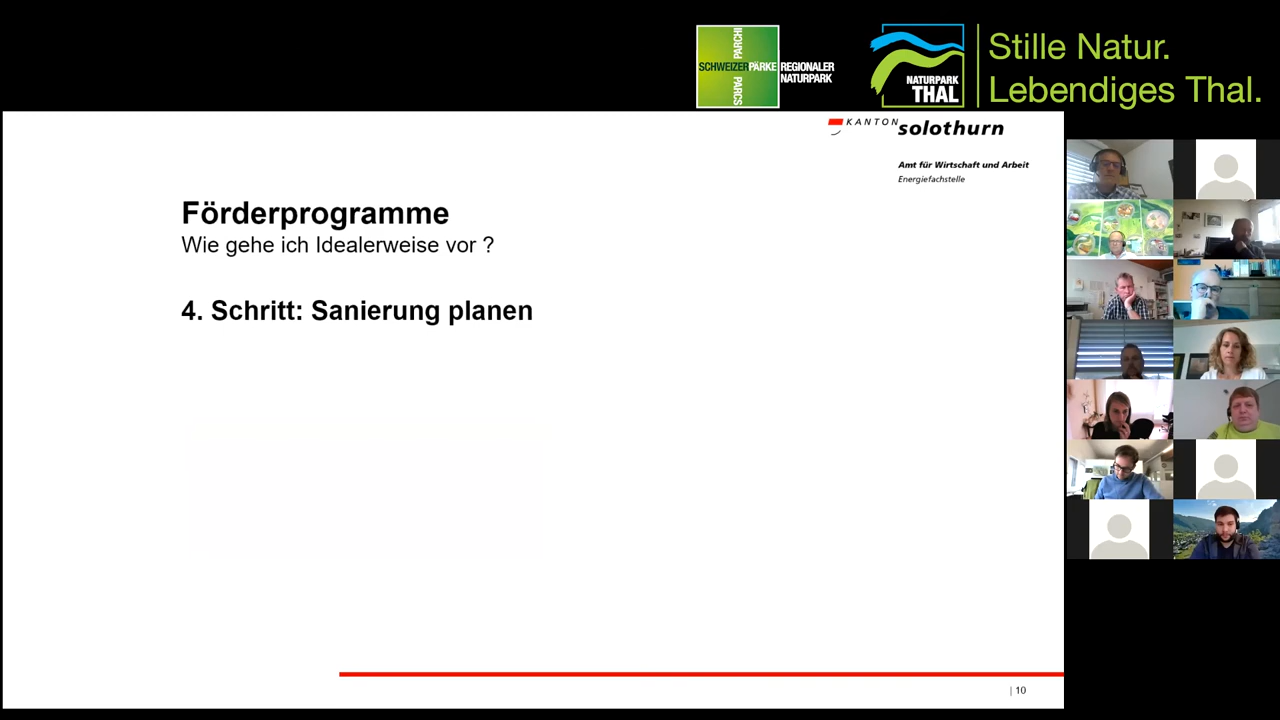 SCHWEIZER PÄRKE
PARCHI
PARCS
REGIONALER
NATURPARK
NATURPARK
THAL
Stille Natur.
Lebendiges Thal.
KANTON solothurn
Amt für Wirtschaft und Arbeit
Energiefachstelle
Förderprogramme
Wie gehe ich Idealerweise vor ?
4. Schritt: Sanierung planen
| 10